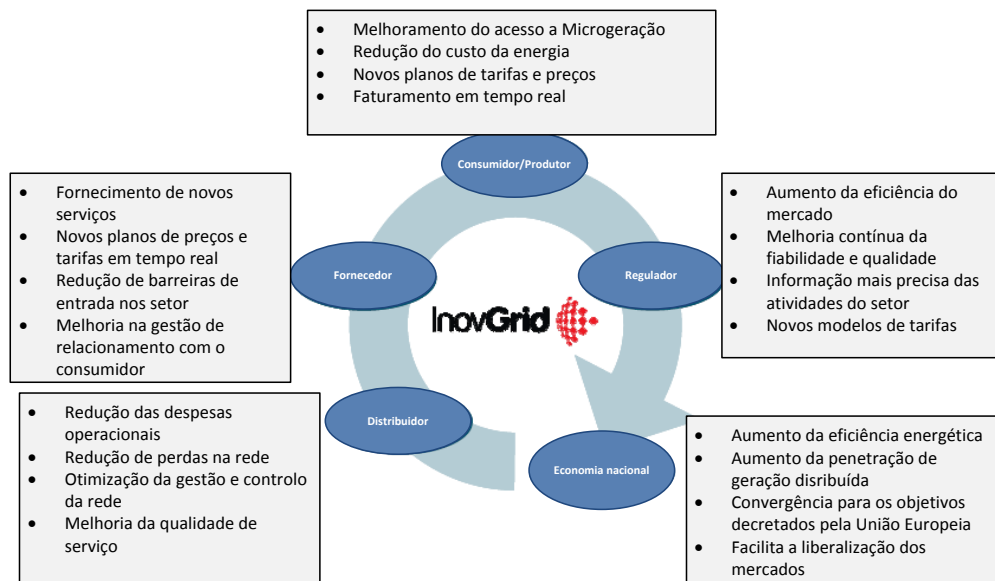 • Melhoramento do acesso a Microgeração
• Redução do custo da energia
• Novos planos de tarifas e preços
• Faturamento em tempo real
Consumidor/Produtor
• Fornecimento de novos
serviços
• Novos planos de preços e
tarifas em tempo real
• Redução de barreiras de
entrada nos setor
• Melhoria na gestão de
relacionamento com o
consumidor
Fornecedor
Regulador
• Aumento da eficiência do
mercado
• Melhoria contínua da
fiabilidade e qualidade
• Informação mais precisa das
atividades do setor
• Novos modelos de tarifas
InovGrid
• Redução das despesas
operacionais
• Redução de perdas na rede
• Otimização da gestão e controlo
da rede
• Melhoria da qualidade de
serviço
Distribuidor
Economia nacional
• Aumento da eficiência energética
• Aumento da penetração de
geração disribuída
• Convergência para os objetivos
decretados pela União Europeia
• Facilita a liberalização dos
mercados